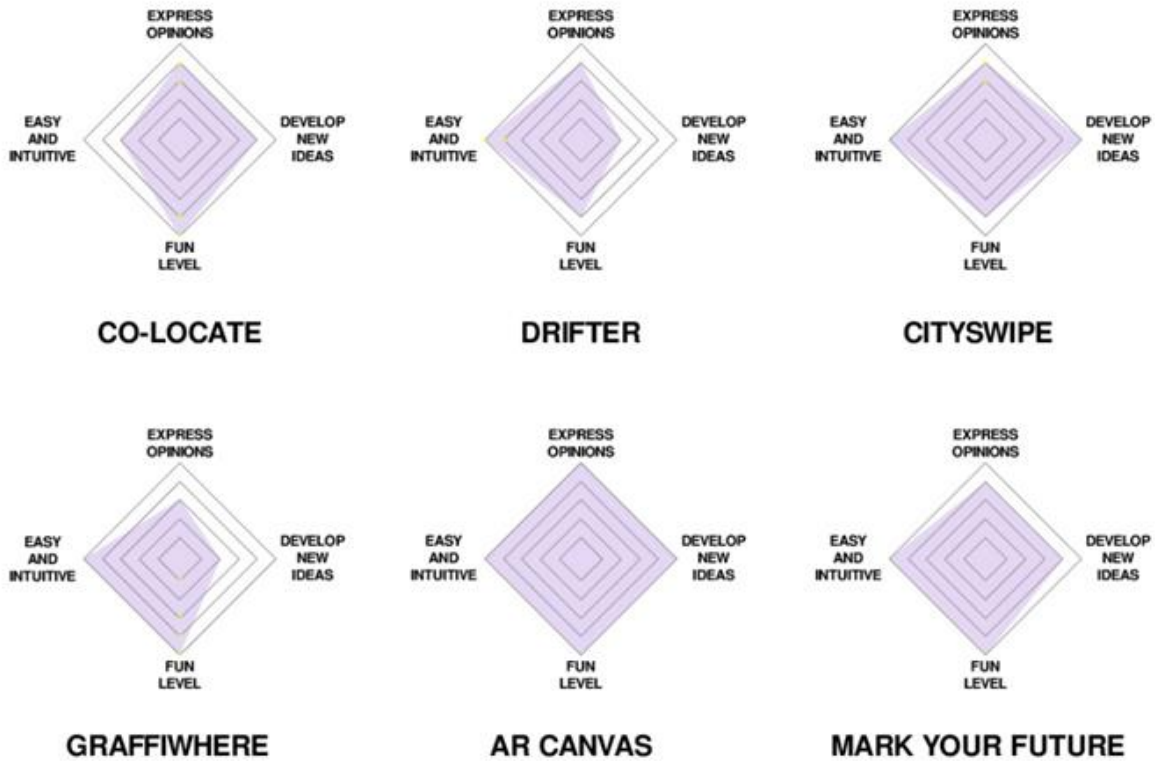 EXPRESS
OPINIONS
EASY
AND
INTUITIVE
DEVELOP
NEW
IDEAS
FUN
LEVEL
CO-LOCATE
EXPRESS
OPINIONS
EASY
AND
INTUITIVE
DEVELOP
NEW
IDEAS
FUN
LEVEL
DRIFTER
EXPRESS
OPINIONS
EASY
AND
INTUITIVE
DEVELOP
NEW
IDEAS
FUN
LEVEL
CITYSWIPE
EXPRESS
OPINIONS
EASY
AND
INTUITIVE
DEVELOP
NEW
IDEAS
FUN
LEVEL
GRAFFIWHERE
EXPRESS
OPINIONS
EASY
AND
INTUITIVE
DEVELOP
NEW
IDEAS
FUN
LEVEL
AR CANVAS
EXPRESS
OPINIONS
EASY
AND
INTUITIVE
DEVELOP
NEW
IDEAS
FUN
LEVEL
MARK YOUR FUTURE